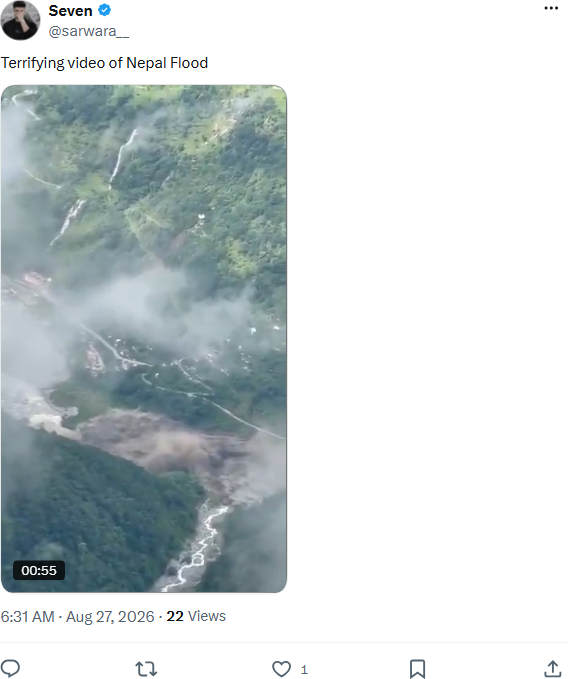 Seven
@sarwara__
Terrifying video of Nepal Flood
00:55
6:31 AM · Aug 27, 2026 · 22 Views
1